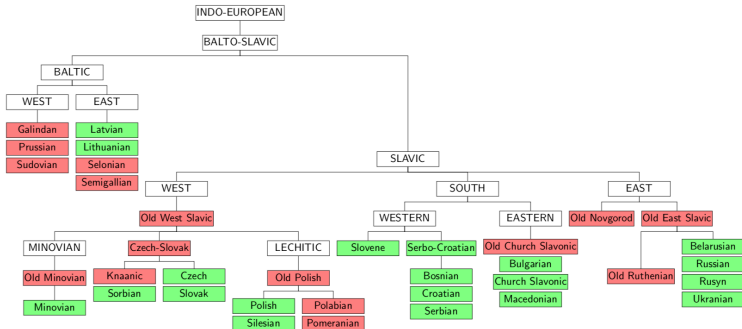 INDO-EUROPEAN
BALTO-SLAVIC
BALTIC
WEST
EAST
Galindan
Prussian
Sudovian
Latvian
Lithuanian
Selonian
Semigallian
SLAVIC
WEST
SOUTH
EAST
Old West Slavic
WESTERN
EASTERN
Old Novgorod
Old East Slavic
MINOVIAN
Czech-Slovak
LECHITIC
Slovene
Serbo-Croatian
Old Church Slavonic
Belarusian
Russian
Rusyn
Ukranian
Old Minovian
Minovian
Knaanic
Sorbian
Czech
Slovak
Old Polish
Polish
Silesian
Polabian
Pomeranian
Bosnian
Croatian
Serbian
Bulgarian
Church Slavonic
Macedonian
Old Ruthenian